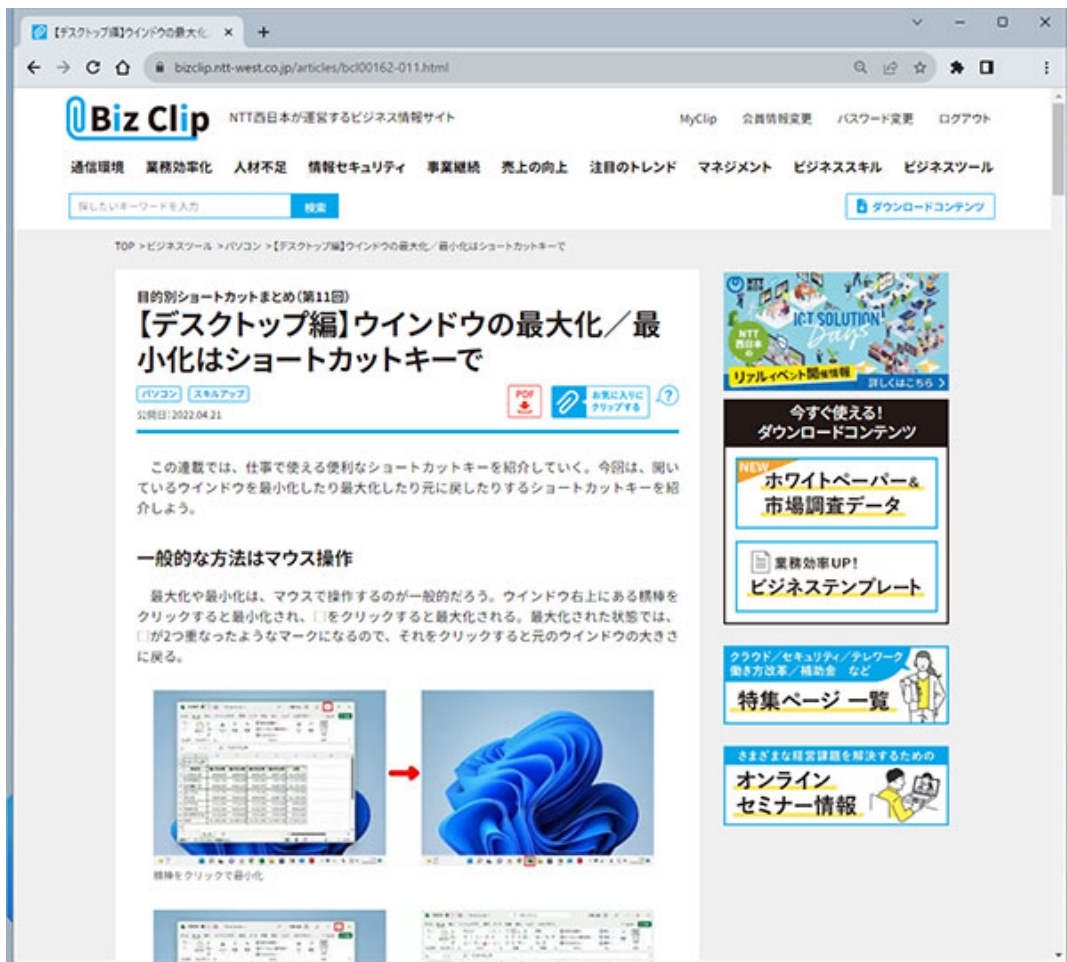 【デスクトップ編】ウインドウの最大化
bizclip.ntt-west.co.jp/articles/bcl00162-011.html
Biz Clip
NTT西日本が運営するビジネス情報サイト
MyClip 会員情報変更 パスワード変更 ログアウト
通信環境 業務効率化 人材不足 情報セキュリティ 事業継続 売上の向上 注目のトレンド マネジメント ビジネススキル ビジネスツール
探したいキーワードを入力
検索
ダウンロードコンテンツ
TOP >ビジネスツール >パソコン >【デスクトップ編】ウインドウの最大化／最小化はショートカットキーで
目的別ショートカットまとめ(第11回)
【デスクトップ編】ウインドウの最大化／最
小化はショートカットキーで
パソコン スキルアップ
公開日:2022.04.21
PDF
お気に入りに
クリップする
?
この連載では、仕事で使える便利なショートカットキーを紹介していく。今回は、開い
ているウインドウを最小化したり最大化したり元に戻したりするショートカットキーを紹
介しよう。
一般的な方法はマウス操作
最大化や最小化は、マウスで操作するのが一般的だろう。ウインドウ右上にある横棒を
クリックすると最小化され、□をクリックすると最大化される。最大化された状態では、
□が2つ重なったようなマークになるので、それをクリックすると元のウインドウの大きさ
に戻る。
横棒をクリックで最小化
NTT
ICT SOLUTION
Days
NTT
西日本
の
リアルイベント開催情報
詳しくはこちら
今すぐ使える!
ダウンロードコンテンツ
NEW
ホワイトペーパー&
市場調査データ
業務効率UP!
ビジネステンプレート
クラウド／セキュリティ／テレワーク
働き方改革／補助金 など
特集ページ 一覧
さまざまな経営課題を解決するための
オンライン
セミナー情報